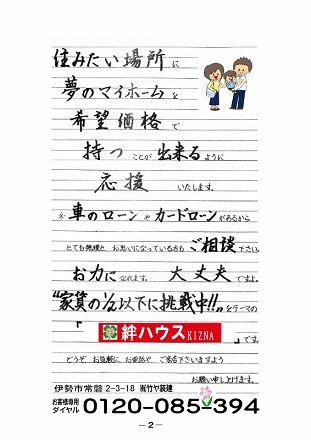 住みたい場所に
夢のマイホームを
希望価格で
持つことが出来るように
応援いたします。
※車のローンやカードローンがあるから
とても無理と、お思いになっている方もご相談下さい。
お力になれます。大丈夫ですよ。
"家賃の1/2以下に挑戦中!!"をテーマの
「絆ハウスKIZNA」です。
どうぞ お気軽に お電話や ご来店下さいますよう
お願い申し上げます。
伊勢市常磐2-3-18 ㈲竹ヤ装建
お客様専用ダイヤル 0120-085-394
－2－